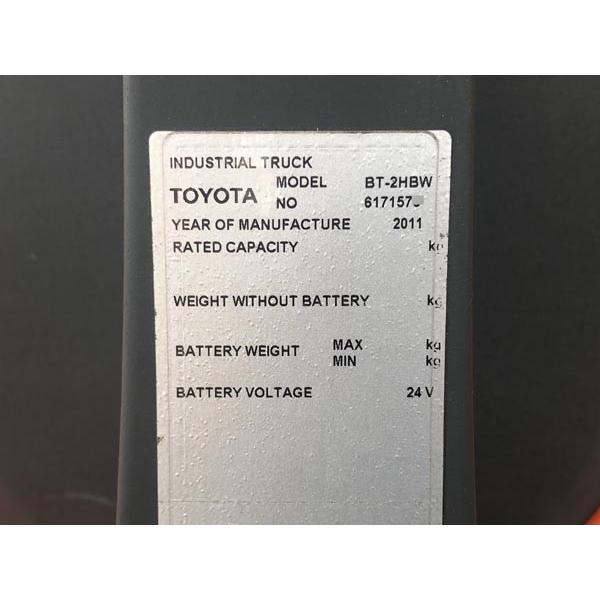 INDUSTRIAL TRUCK
TOYOTA MODEL BT-2HBW
NO 617157
YEAR OF MANUFACTURE 2011
RATED CAPACITY kg
WEIGHT WITHOUT BATTERY kg
BATTERY WEIGHT MAX kg
MIN kg
BATTERY VOLTAGE 24 V